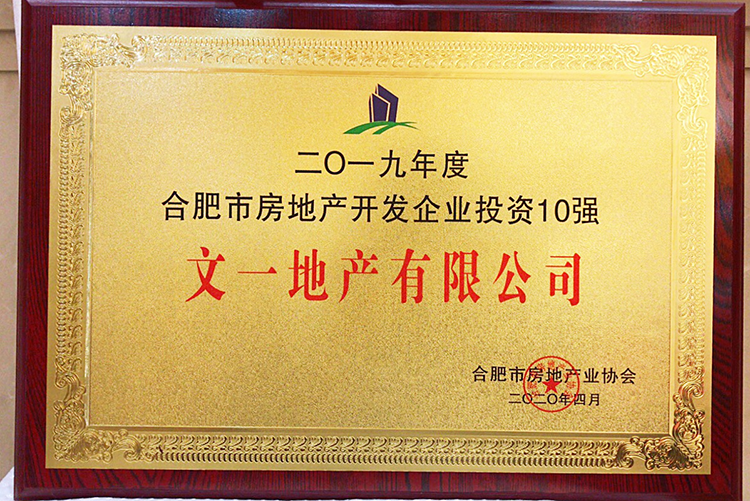 二〇一九年度
合肥市房地产开发企业投资10强
文一地产有限公司
合肥市房地产业协会
二〇二〇年四月